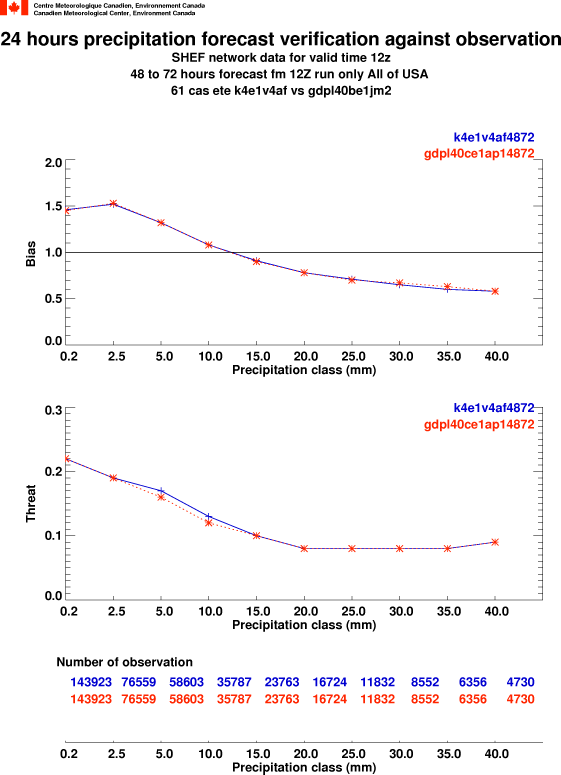 Centre Meteorologique Canadien, Environnement Canada
Canadien Meteorological Center, Environment Canada
24 hours precipitation forecast verification against observation
SHEF network data for valid time 12z
48 to 72 hours forecast fm 12Z run only All of USA
61 cas ete k4e1v4af vs gdpl40be1jm2
k4e1v4af4872
gdpl40ce1ap14872
2.0
1.5
1.0
0.5
0.0
Bias
0.2 2.5 5.0 10.0 15.0 20.0 25.0 30.0 35.0 40.0
Precipitation class (mm)
k4e1v4af4872
gdpl40ce1ap14872
0.3
0.2
0.1
0.0
Threat
0.2 2.5 5.0 10.0 15.0 20.0 25.0 30.0 35.0 40.0
Precipitation class (mm)
Number of observation
143923 76559 58603 35787 23763 16724 11832 8552 6356 4730
143923 76559 58603 35787 23763 16724 11832 8552 6356 4730
0.2 2.5 5.0 10.0 15.0 20.0 25.0 30.0 35.0 40.0
Precipitation class (mm)